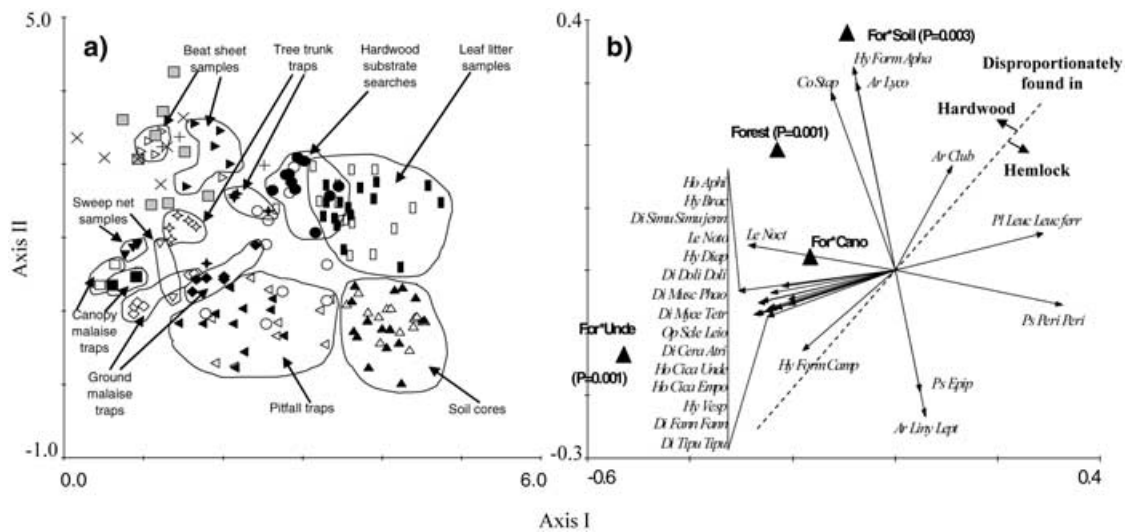 5.0
a)
Beat sheet
samples
Tree trunk
traps
Hardwood
substrate
searches
Leaf litter
samples
Sweep net
samples
Canopy
malaise
traps
Ground
malaise
traps
Pitfall traps
Soil cores
Axis II
-1.0
0.0
6.0
0.4
b)
For*Soil (P=0.003)
Hy Form Apha
Co Stap
Ar Lyco
Disproportionately
found in
Hardwood
Hemlock
Forest (P=0.001)
Ar Club
Ho Aphi
Hy Brac
Di Simu Simu jenn
Le Noto
Le Noct
For*Cano
Pl Leuc Leuc ferr
Hy Diap
Di Doli Doli
Di Musc Phao
Di Myce Tetr
Ps Peri Peri
For*Unde
(P=0.001)
Op Scle Leio
Di Cera Atri
Ho Cica Unde
Hy Form Camp
Ho Cica Empo
Ps Epip
Hy Vesp
Di Fann Fann
Ar Liny Lept
Di Tipu Tipu
-0.3
-0.6
0.4
Axis I